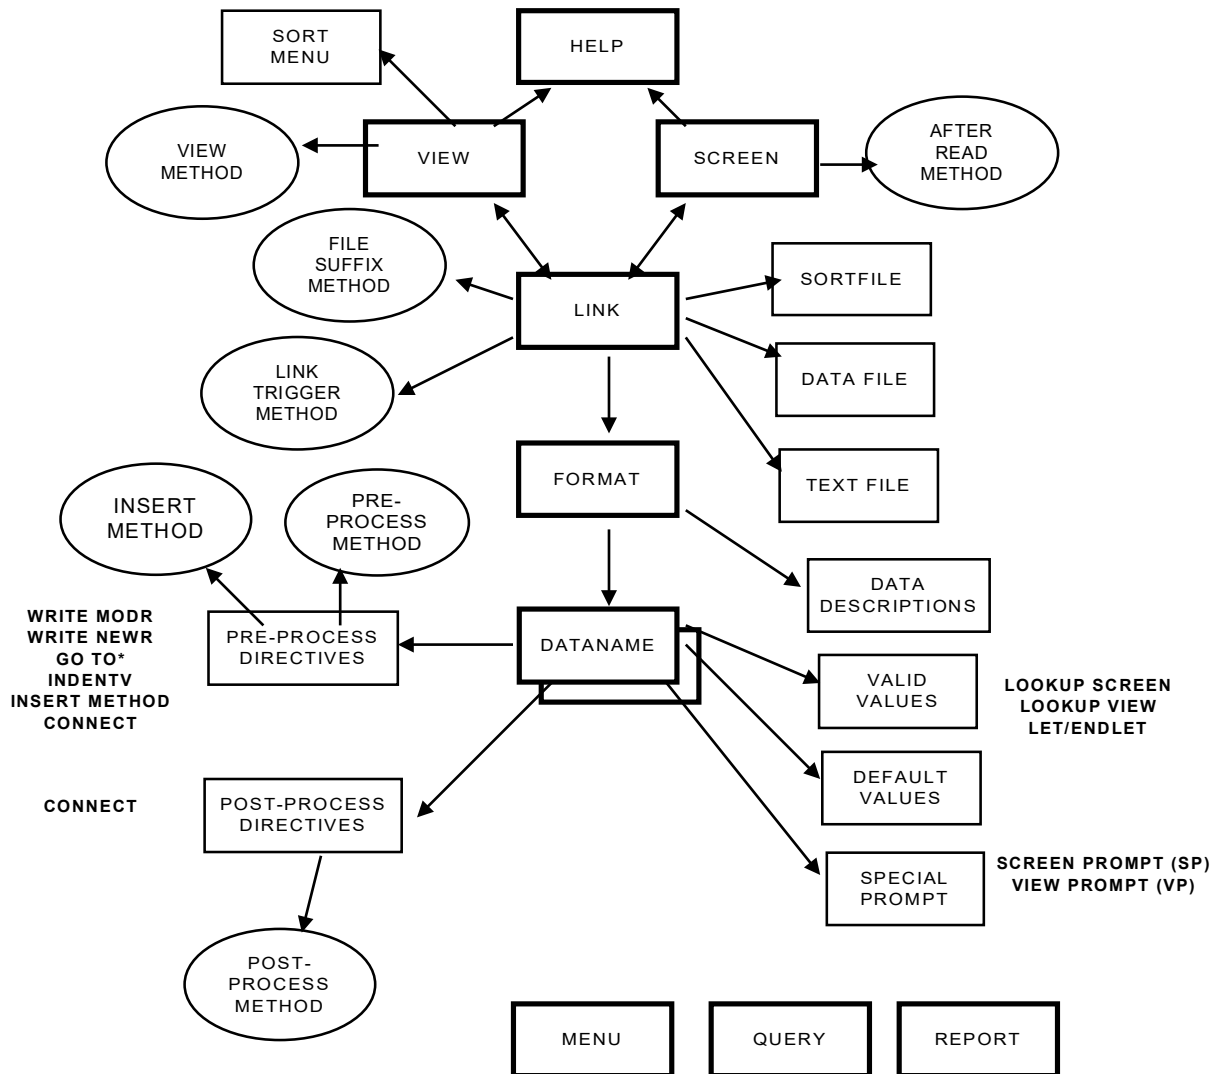 SORT
MENU
HELP
VIEW
METHOD
VIEW
SCREEN
AFTER
READ
METHOD
FILE
SUFFIX
METHOD
LINK
SORTFILE
LINK
TRIGGER
METHOD
DATA FILE
FORMAT
TEXT FILE
INSERT
METHOD
PRE-
PROCESS
METHOD
DATA
DESCRIPTIONS
WRITE MODR
WRITE NEWR
GO TO*
INDENTV
INSERT METHOD
CONNECT
PRE-PROCESS
DIRECTIVES
DATANAME
VALID
VALUES
LOOKUP SCREEN
LOOKUP VIEW
LET/ENDLET
CONNECT
POST-PROCESS
DIRECTIVES
DEFAULT
VALUES
SPECIAL
PROMPT
SCREEN PROMPT (SP)
VIEW PROMPT (VP)
POST-
PROCESS
METHOD
MENU
QUERY
REPORT